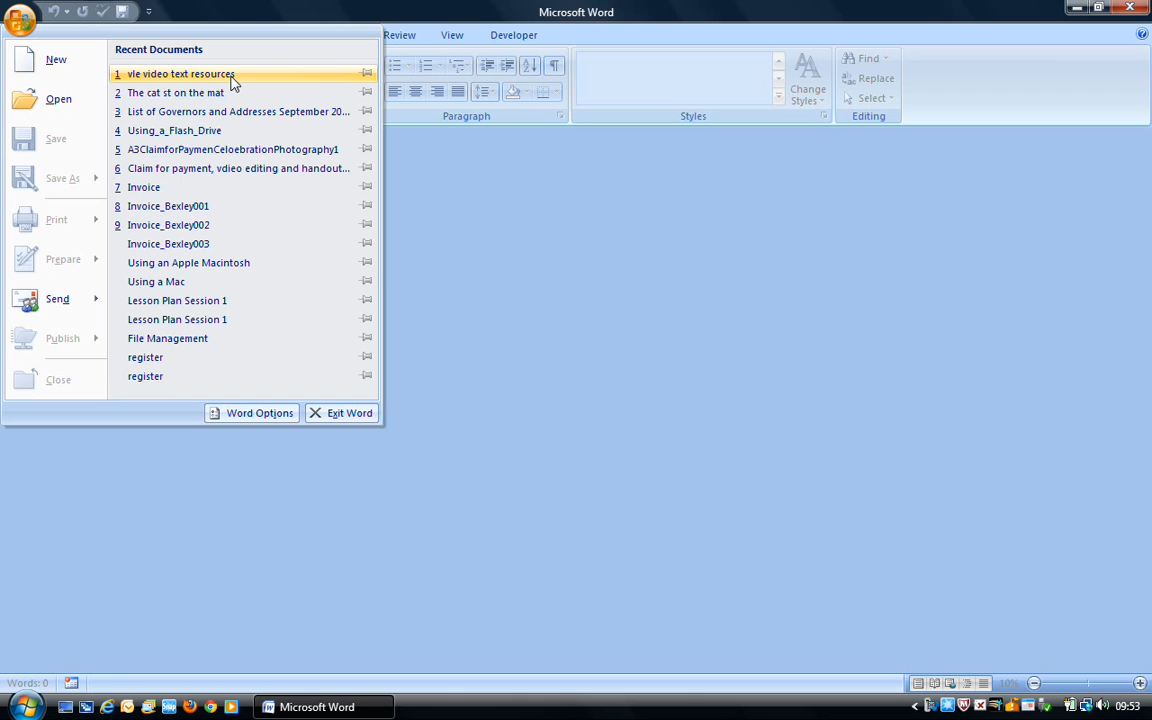 Microsoft Word
Review View Developer
New
Open
Save
Save As
Print
Prepare
Send
Publish
Close
Recent Documents
1 vle video text resources
2 The cat st on the mat
3 List of Governors and Addresses September 20...
4 Using_a_Flash_Drive
5 A3ClaimforPaymenCeloebrationPhotography1
6 Claim for payment, vdieo editing and handout...
7 Invoice
8 Invoice_Bexley001
9 Invoice_Bexley002
Invoice_Bexley003
Using an Apple Macintosh
Using a Mac
Lesson Plan Session 1
Lesson Plan Session 1
File Management
register
register
Word Options Exit Word
Find
Replace
Select
Change
Styles
Paragraph Styles Editing
Words: 0 10%
Microsoft Word 09:53